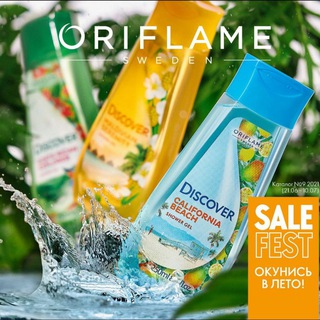 ORIFLAME
SWEDEN
DISCOVER
DISCOVER
DISCOVER
CALIFORNIA
BEACH
SHOWER GEL
ORIFLAME
Каталог №9 2021
SALE
FEST
ОКУНИСЬ
В ЛЕТО!